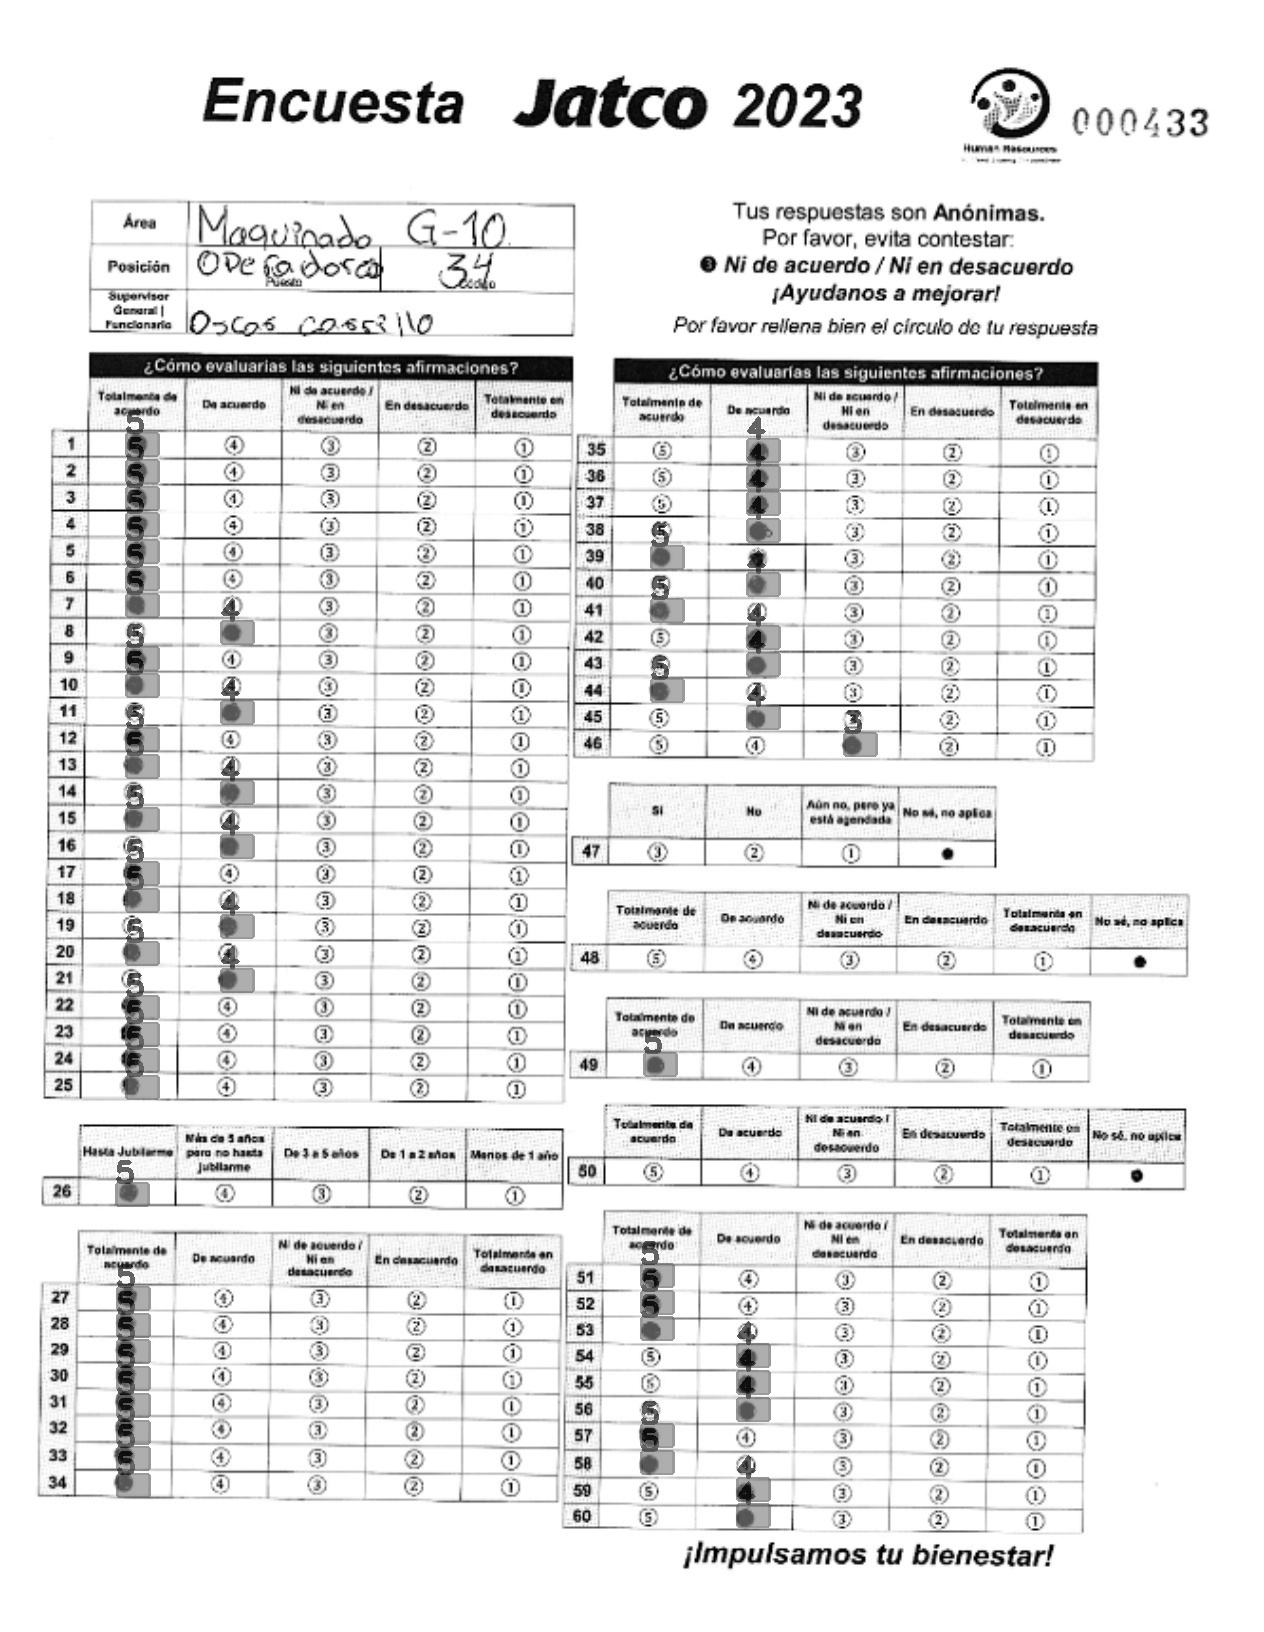 Encuesta Jatco 2023
Human Resources
000433
Área Maquinado G-10
Posición Operadora 34
Puesto
Supervisor General | Funcionario
Tus respuestas son Anónimas.
Por favor, evita contestar:
❸ Ni de acuerdo / Ni en desacuerdo
¡Ayudanos a mejorar!
Por favor rellena bien el círculo de tu respuesta
¿Cómo evaluarías las siguientes afirmaciones?
Totalmente de acuerdo De acuerdo Ni de acuerdo / Ni en desacuerdo En desacuerdo Totalmente en desacuerdo
1 5 ④ ③ ② ①
2 5 ④ ③ ② ①
3 5 ④ ③ ② ①
4 5 ④ ③ ② ①
5 5 ④ ③ ② ①
6 5 ④ ③ ② ①
7 5 4 ③ ② ①
8 5 4 ③ ② ①
9 5 ④ ③ ② ①
10 5 4 ③ ② ①
11 5 4 ③ ② ①
12 5 ④ ③ ② ①
13 5 4 ③ ② ①
14 5 4 ③ ② ①
15 5 4 ③ ② ①
16 5 4 ③ ② ①
17 5 ④ ③ ② ①
18 5 4 ③ ② ①
19 5 4 ③ ② ①
20 5 4 ③ ② ①
21 5 4 ③ ② ①
22 5 ④ ③ ② ①
23 5 ④ ③ ② ①
24 5 ④ ③ ② ①
25 ④ ③ ② ①
Hasta Jubilarme Más de 5 años pero no hasta jubilarme De 3 a 5 años De 1 a 2 años Menos de 1 año
26 5 ④ ③ ② ①
Totalmente de acuerdo De acuerdo Ni de acuerdo / Ni en desacuerdo En desacuerdo Totalmente en desacuerdo
27 5 ④ ③ ② ①
28 5 ④ ③ ② ①
29 5 ④ ③ ② ①
30 5 ④ ③ ② ①
31 5 ④ ③ ② ①
32 5 ④ ③ ② ①
33 5 ④ ③ ② ①
34 ④ ③ ② ①
¿Cómo evaluarías las siguientes afirmaciones?
Totalmente de acuerdo De acuerdo Ni de acuerdo / Ni en desacuerdo En desacuerdo Totalmente en desacuerdo
35 ⑤ 4 ③ ② ①
36 ⑤ 4 ③ ② ①
37 ⑤ 4 ③ ② ①
38 5 ③ ② ①
39 4 ③ ② ①
40 5 ③ ② ①
41 4 ③ ② ①
42 ⑤ 4 ③ ② ①
43 5 ③ ② ①
44 4 ③ ② ①
45 ⑤ 3 ② ①
46 ⑤ ④ ② ①
Si No Aún no, pero ya está agendada No sé, no aplica
47 ③ ② ①
Totalmente de acuerdo De acuerdo Ni de acuerdo / Ni en desacuerdo En desacuerdo Totalmente en desacuerdo No sé, no aplica
48 ⑤ ④ ③ ② ①
Totalmente de acuerdo De acuerdo Ni de acuerdo / Ni en desacuerdo En desacuerdo Totalmente en desacuerdo
49 5 ④ ③ ② ①
Totalmente de acuerdo De acuerdo Ni de acuerdo / Ni en desacuerdo En desacuerdo Totalmente en desacuerdo No sé, no aplica
50 ⑤ ④ ③ ② ①
Totalmente de acuerdo De acuerdo Ni de acuerdo / Ni en desacuerdo En desacuerdo Totalmente en desacuerdo
51 5 ④ ③ ② ①
52 5 ④ ③ ② ①
53 4 ③ ② ①
54 ⑤ 4 ③ ② ①
55 ⑤ 4 ③ ② ①
56 5 ③ ② ①
57 5 ④ ③ ② ①
58 4 ③ ② ①
59 ⑤ 4 ③ ② ①
60 ⑤ ③ ② ①
¡Impulsamos tu bienestar!